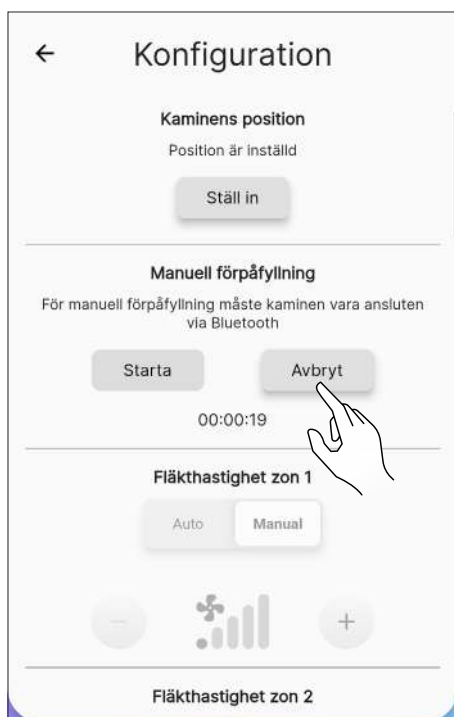 Konfiguration
Kaminens position
Position är inställd
Ställ in
Manuell förpåfyllning
För manuell förpåfyllning måste kaminen vara ansluten
via Bluetooth
Starta
Avbryt
00:00:19
Fläkthastighet zon 1
Auto
Manual
Fläkthastighet zon 2